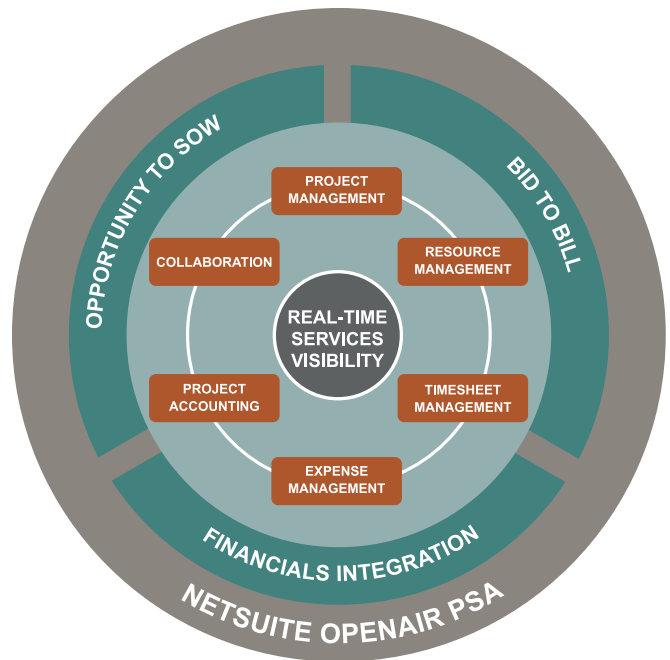 OPPORTUNITY TO SOW
BID TO BILL
PROJECT
MANAGEMENT
COLLABORATION
RESOURCE
MANAGEMENT
REAL-TIME
SERVICES
VISIBILITY
PROJECT
ACCOUNTING
TIMESHEET
MANAGEMENT
EXPENSE
MANAGEMENT
FINANCIALS INTEGRATION
NETSUITE OPENAIR PSA